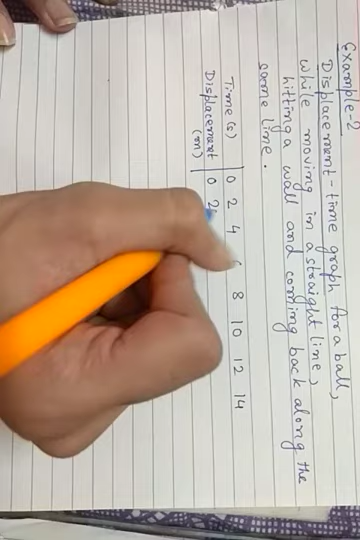 Example-2
Displacement-time graph for a ball,
while moving in a straight line,
hitting a wall and coming back along the
same line.
Time (s) 0 2 4 8 10 12 14
Displacement 0
(m)